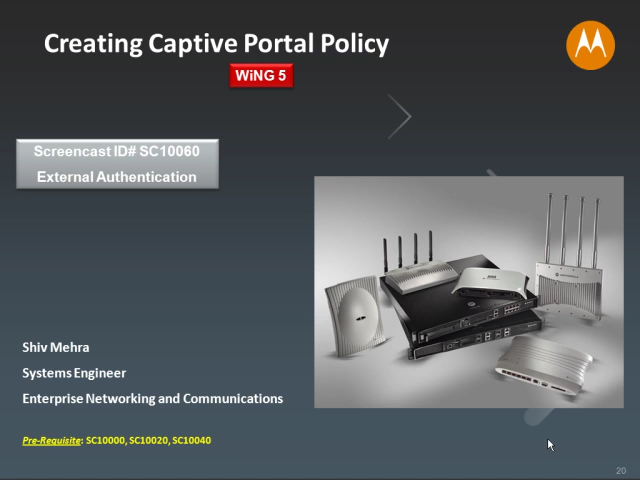 Creating Captive Portal Policy
WiNG 5
Screencast ID# SC10060
External Authentication
Shiv Mehra
Systems Engineer
Enterprise Networking and Communications
Pre-Requisite: SC10000, SC10020, SC10040
20